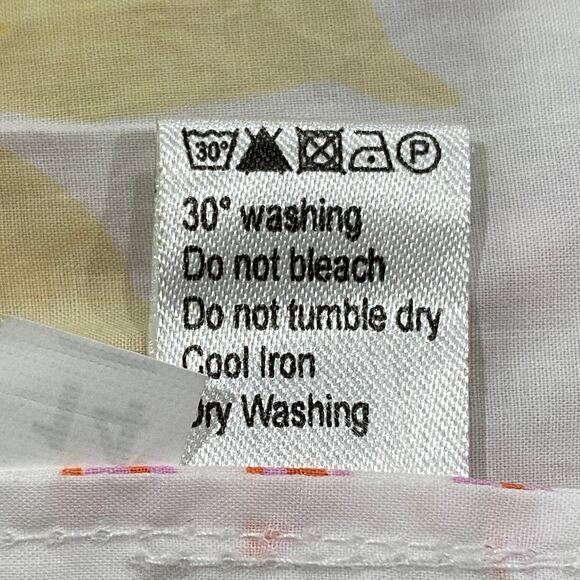 30° P
30° washing
Do not bleach
Do not tumble dry
Cool Iron
Dry Washing